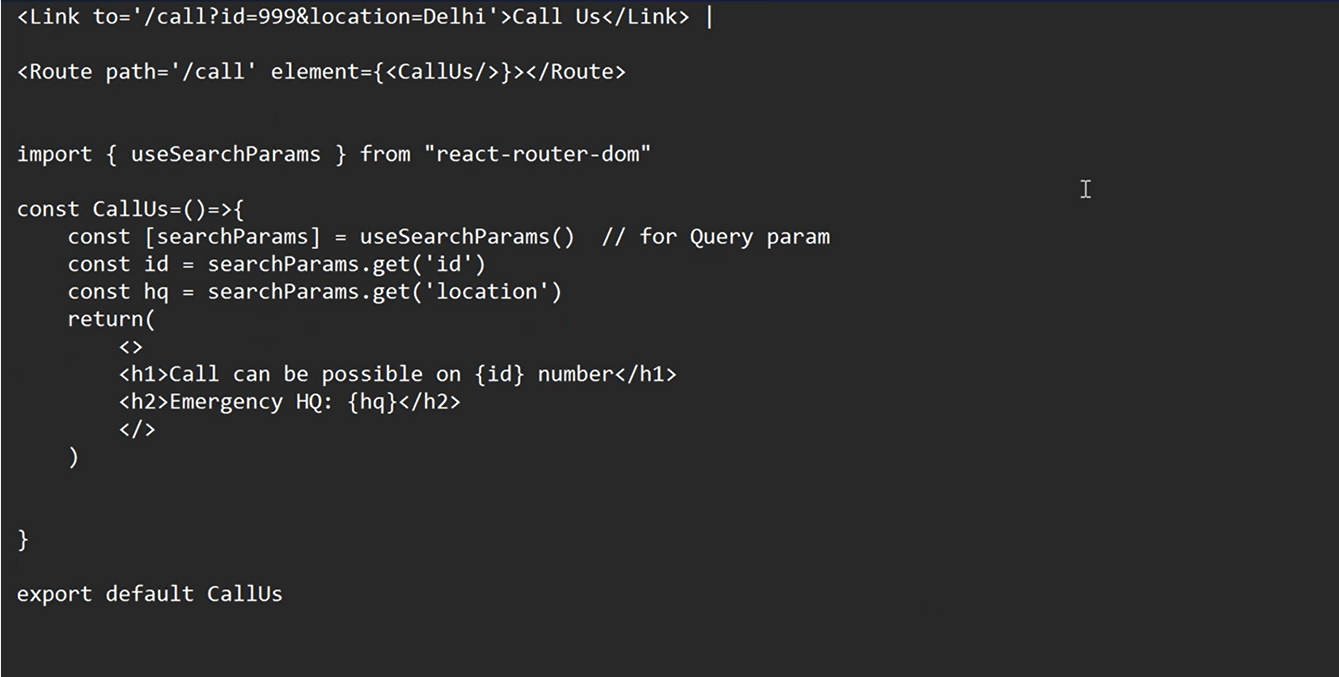 <Link to='/call?id=999&location=Delhi'>Call Us</Link> |
<Route path='/call' element={<CallUs/>}></Route>
import { useSearchParams } from "react-router-dom"
const CallUs=()=>{
    const [searchParams] = useSearchParams()  // for Query param
    const id = searchParams.get('id')
    const hq = searchParams.get('location')
    return(
        <>
        <h1>Call can be possible on {id} number</h1>
        <h2>Emergency HQ: {hq}</h2>
        </>
    )
}
export default CallUs